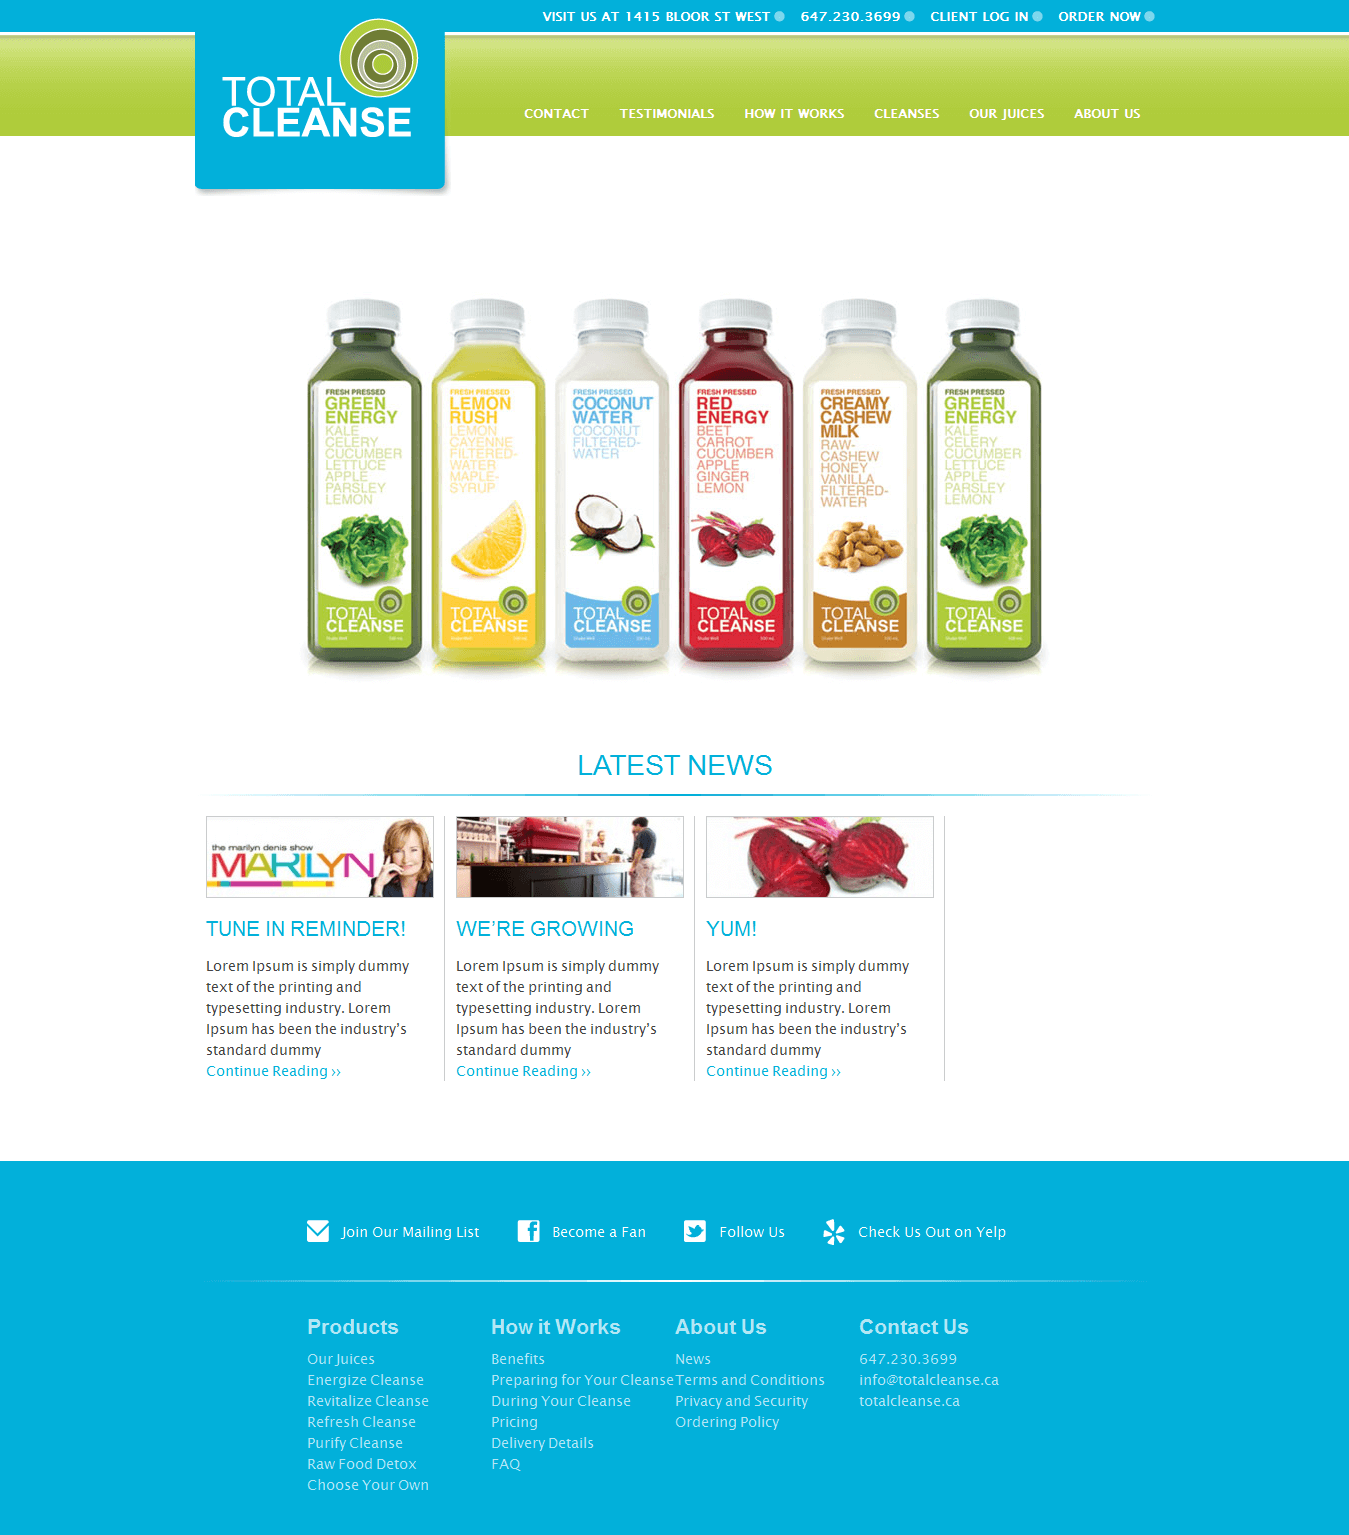 VISIT US AT 1415 BLOOR ST WEST 647.230.3699 CLIENT LOG IN ORDER NOW
TOTAL
CLEANSE
CONTACT TESTIMONIALS HOW IT WORKS CLEANSES OUR JUICES ABOUT US
FRESH PRESSED
GREEN
ENERGY
KALE
CELERY
CUCUMBER
LETTUCE
APPLE
PARSLEY
LEMON
TOTAL
CLEANSE
Shake Well
FRESH PRESSED
LEMON
RUSH
LEMON
CAYENNE
FILTERED-
WATER
MAPLE-
SYRUP
TOTAL
CLEANSE
Shake Well
FRESH PRESSED
COCONUT
WATER
COCONUT
FILTERED-
WATER
TOTAL
CLEANSE
Shake Well
FRESH PRESSED
RED
ENERGY
BEET
CARROT
CUCUMBER
APPLE
GINGER
LEMON
TOTAL
CLEANSE
Shake Well
FRESH PRESSED
CREAMY
CASHEW
MILK
RAW-
CASHEW
HONEY
VANILLA
FILTERED-
WATER
TOTAL
CLEANSE
Shake Well
FRESH PRESSED
GREEN
ENERGY
KALE
CELERY
CUCUMBER
LETTUCE
APPLE
PARSLEY
LEMON
TOTAL
CLEANSE
Shake Well
LATEST NEWS
the marilyn denis show
MARILYN
TUNE IN REMINDER!
Lorem Ipsum is simply dummy
text of the printing and
typesetting industry. Lorem
Ipsum has been the industry's
standard dummy
Continue Reading ››
WE'RE GROWING
Lorem Ipsum is simply dummy
text of the printing and
typesetting industry. Lorem
Ipsum has been the industry's
standard dummy
Continue Reading ››
YUM!
Lorem Ipsum is simply dummy
text of the printing and
typesetting industry. Lorem
Ipsum has been the industry's
standard dummy
Continue Reading ››
Join Our Mailing List Become a Fan Follow Us Check Us Out on Yelp
Products
Our Juices
Energize Cleanse
Revitalize Cleanse
Refresh Cleanse
Purify Cleanse
Raw Food Detox
Choose Your Own
How it Works
Benefits
Preparing for Your Cleanse
During Your Cleanse
Pricing
Delivery Details
FAQ
About Us
News
Terms and Conditions
Privacy and Security
Ordering Policy
Contact Us
647.230.3699
info@totalcleanse.ca
totalcleanse.ca